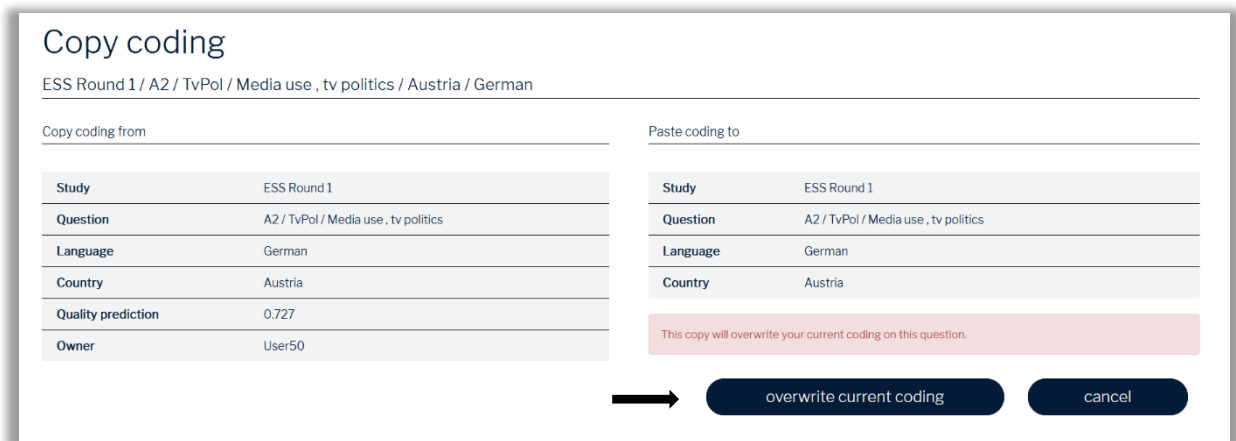 Copy coding
ESS Round 1 / A2 / TvPol / Media use , tv politics / Austria / German
Copy coding from
Study ESS Round 1
Question A2 / TvPol / Media use , tv politics
Language German
Country Austria
Quality prediction 0.727
Owner User50
Paste coding to
Study ESS Round 1
Question A2 / TvPol / Media use , tv politics
Language German
Country Austria
This copy will overwrite your current coding on this question.
overwrite current coding cancel